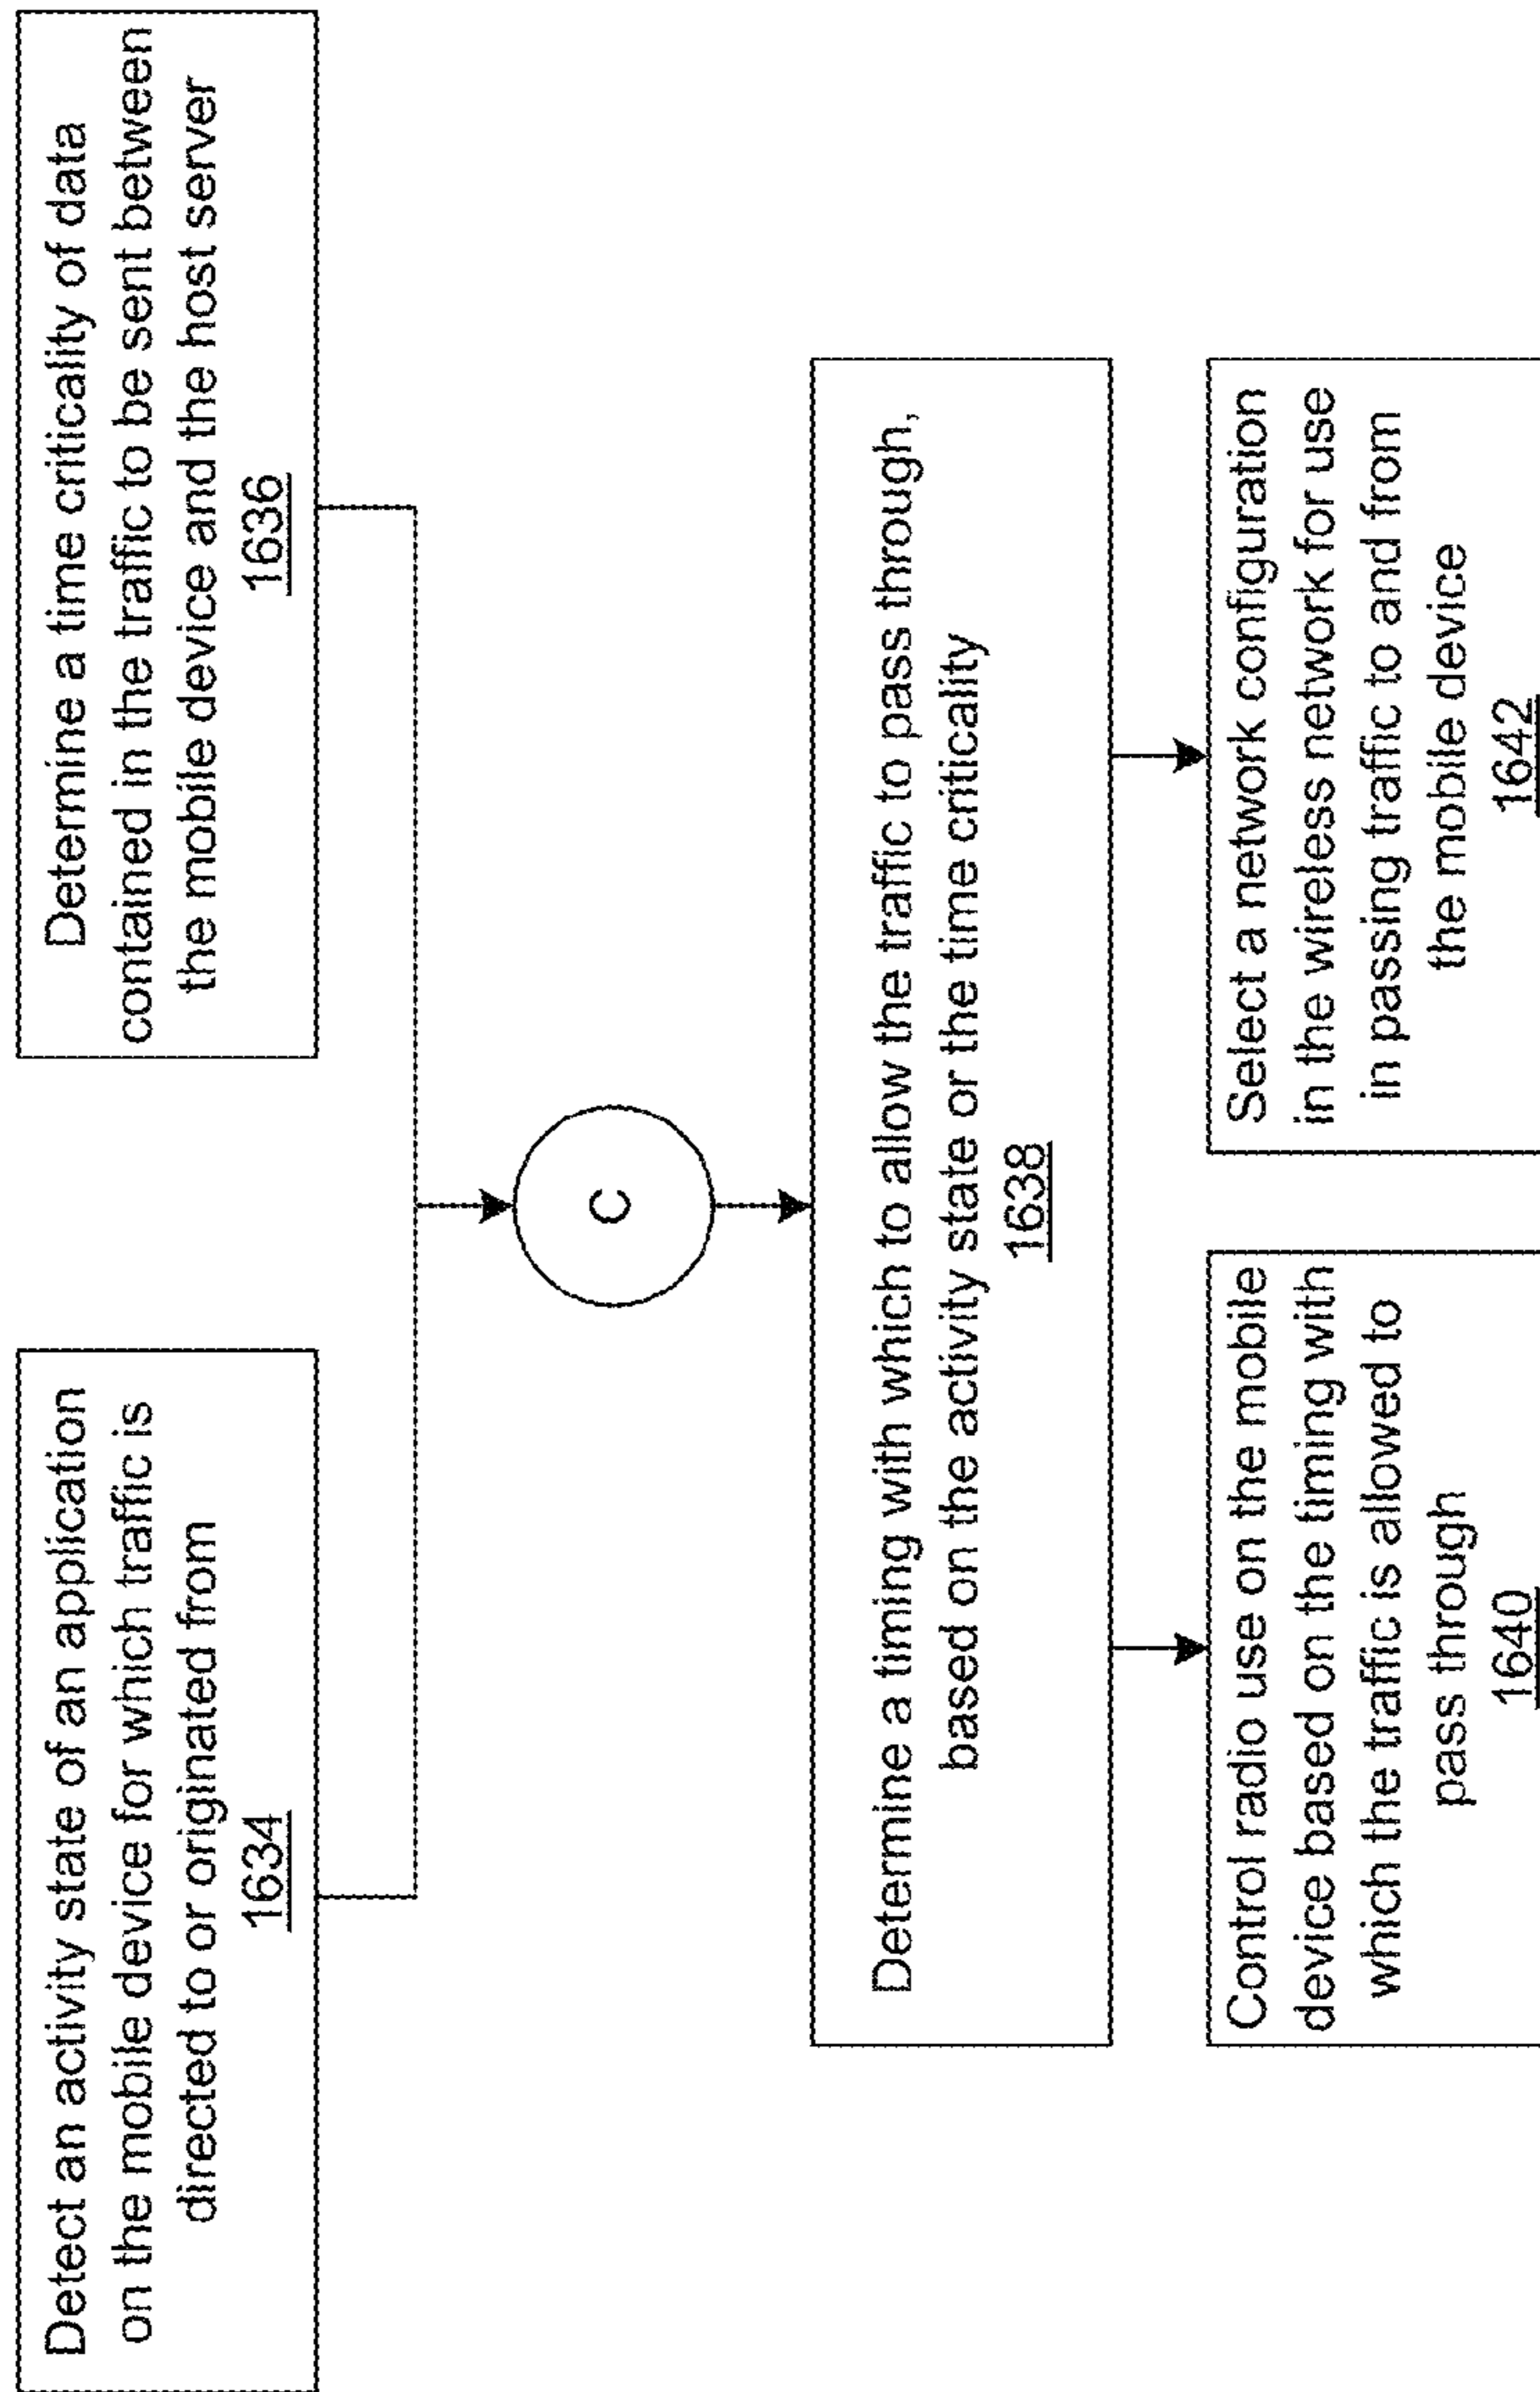 Detect an activity state of an application
on the mobile device for which traffic is
directed to or originated from
1634
Determine a time criticality of data
contained in the traffic to be sent between
the mobile device and the host server
1636
C
Determine a timing with which to allow the traffic to pass through,
based on the activity state or the time criticality
1638
Control radio use on the mobile
device based on the timing with
which the traffic is allowed to
pass through
1640
Select a network configuration
in the wireless network for use
in passing traffic to and from
the mobile device
1642